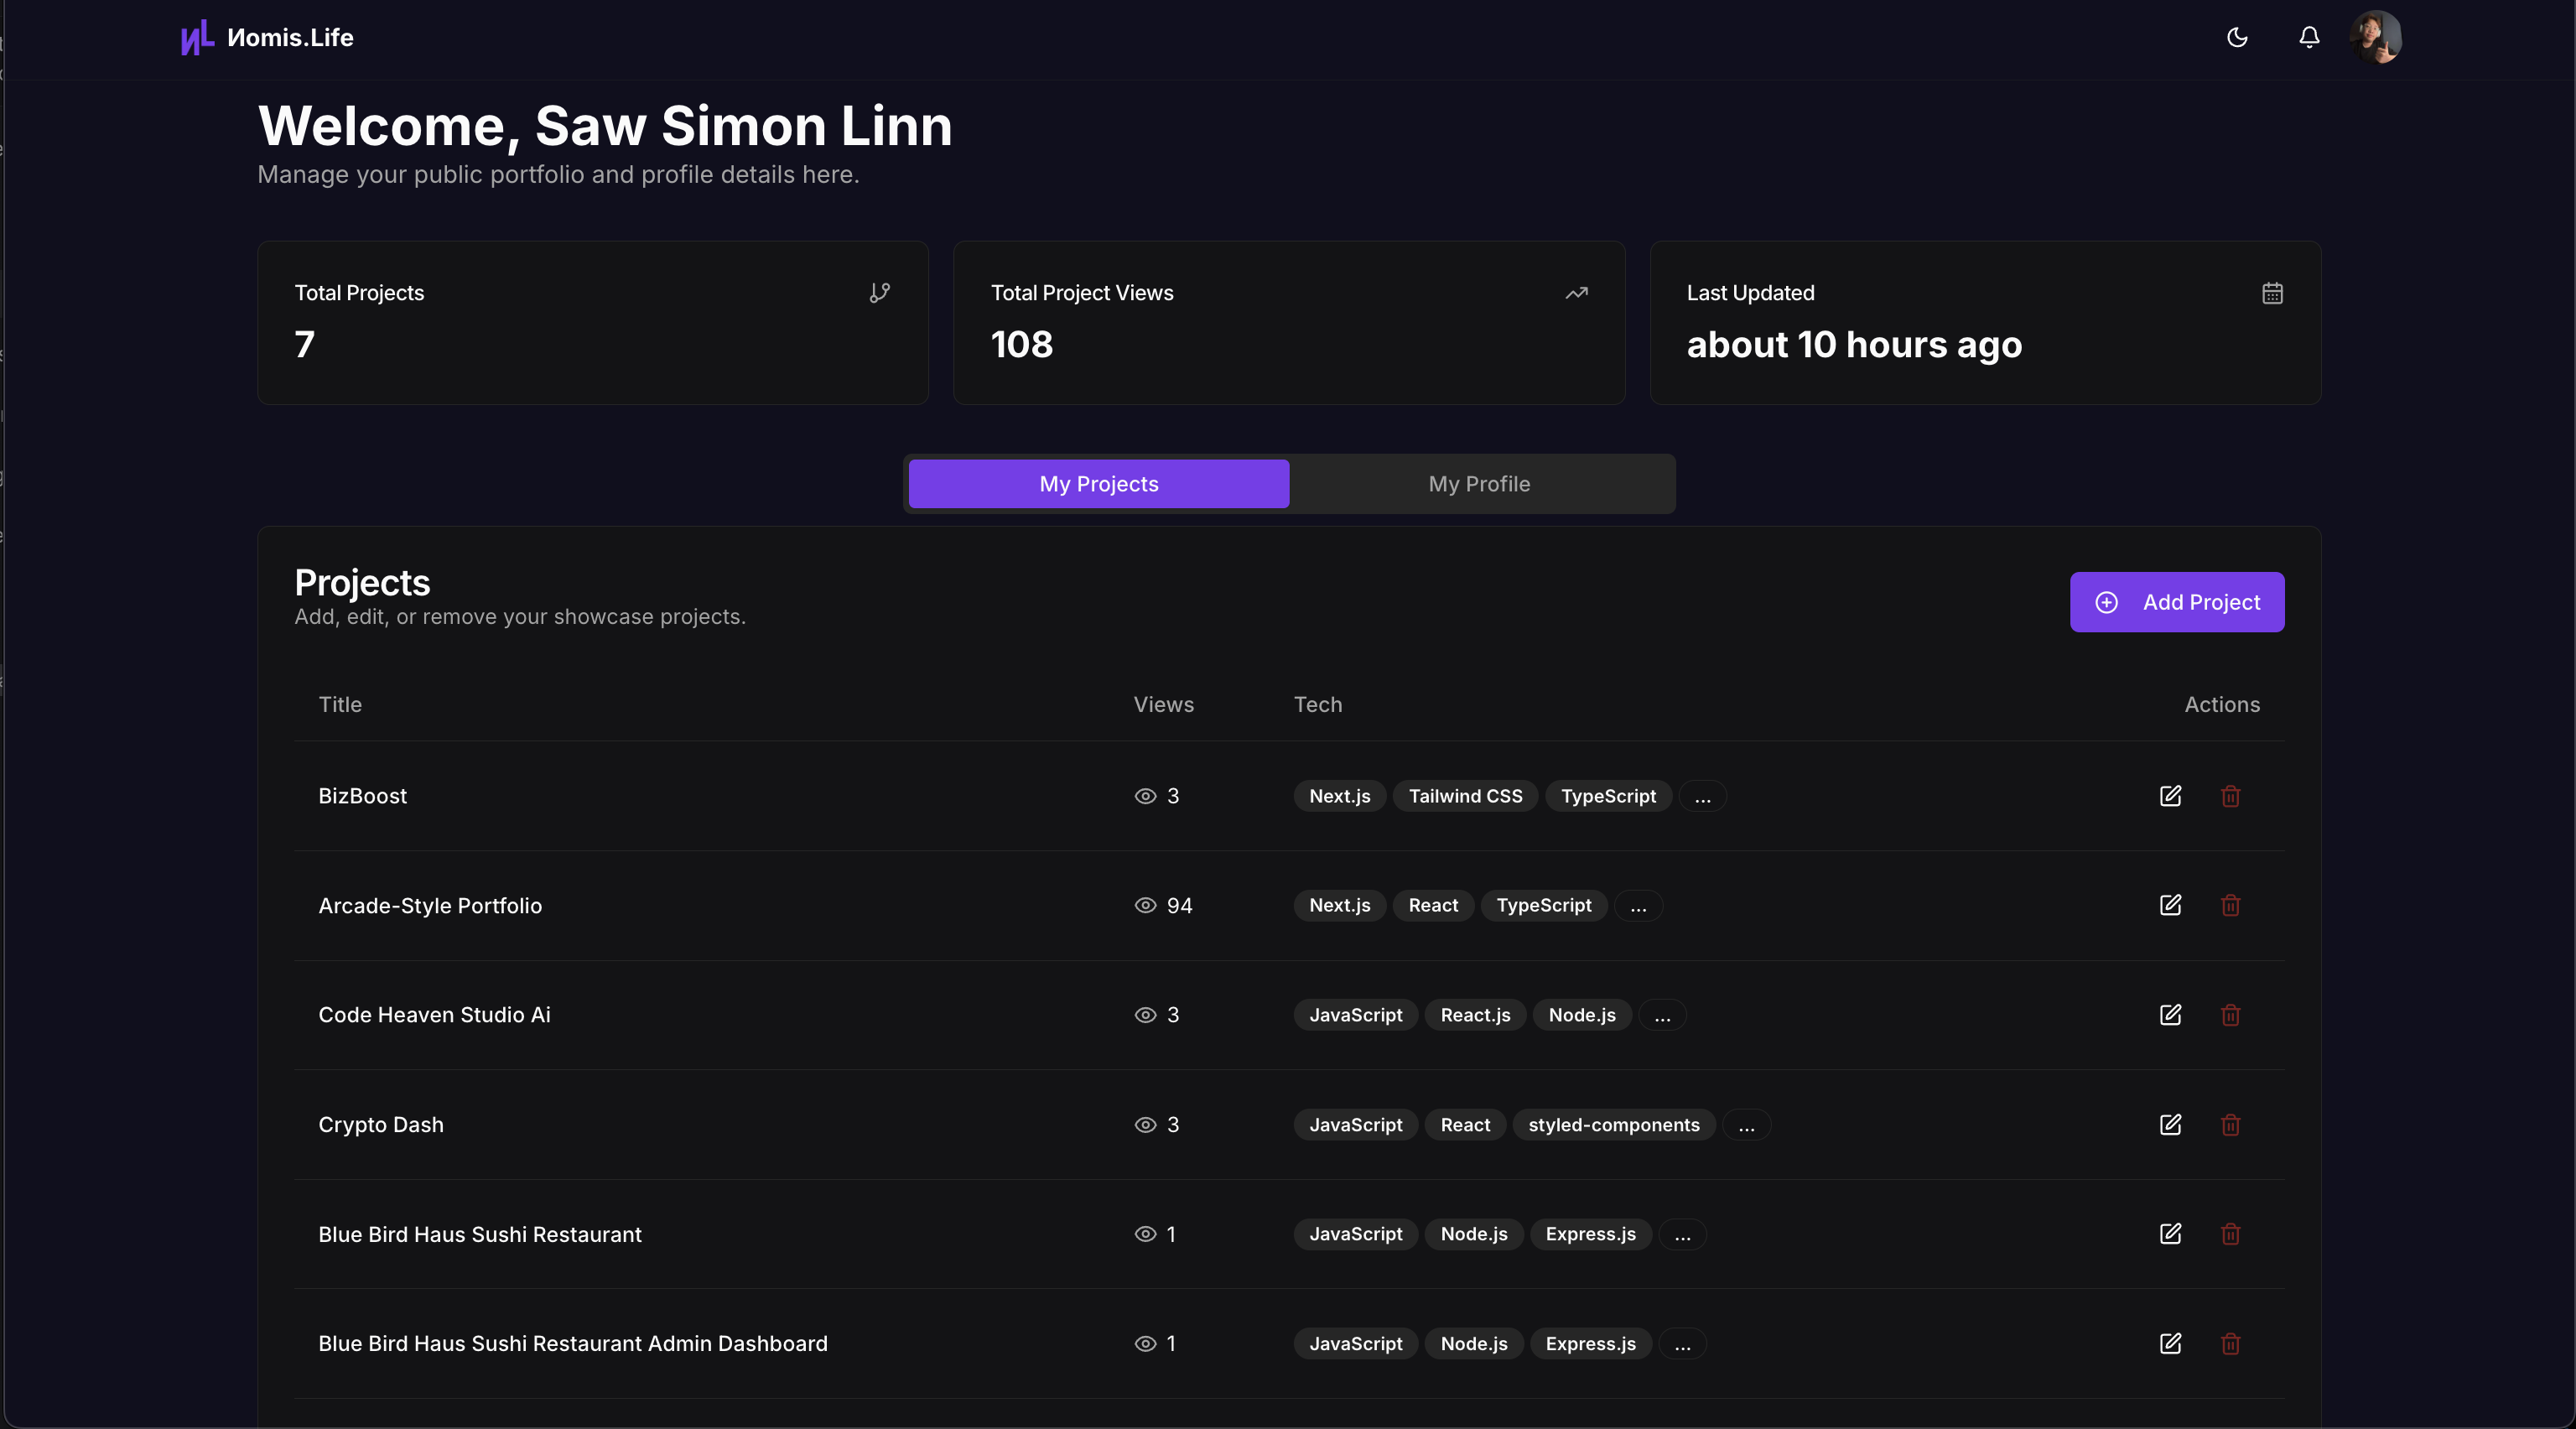 Иomis.Life
Welcome, Saw Simon Linn
Manage your public portfolio and profile details here.
Total Projects
7
Total Project Views
108
Last Updated
about 10 hours ago
My Projects My Profile
Projects
Add, edit, or remove your showcase projects.
Add Project
Title Views Tech Actions
BizBoost 3 Next.js Tailwind CSS TypeScript ...
Arcade-Style Portfolio 94 Next.js React TypeScript ...
Code Heaven Studio Ai 3 JavaScript React.js Node.js ...
Crypto Dash 3 JavaScript React styled-components ...
Blue Bird Haus Sushi Restaurant 1 JavaScript Node.js Express.js ...
Blue Bird Haus Sushi Restaurant Admin Dashboard 1 JavaScript Node.js Express.js ...